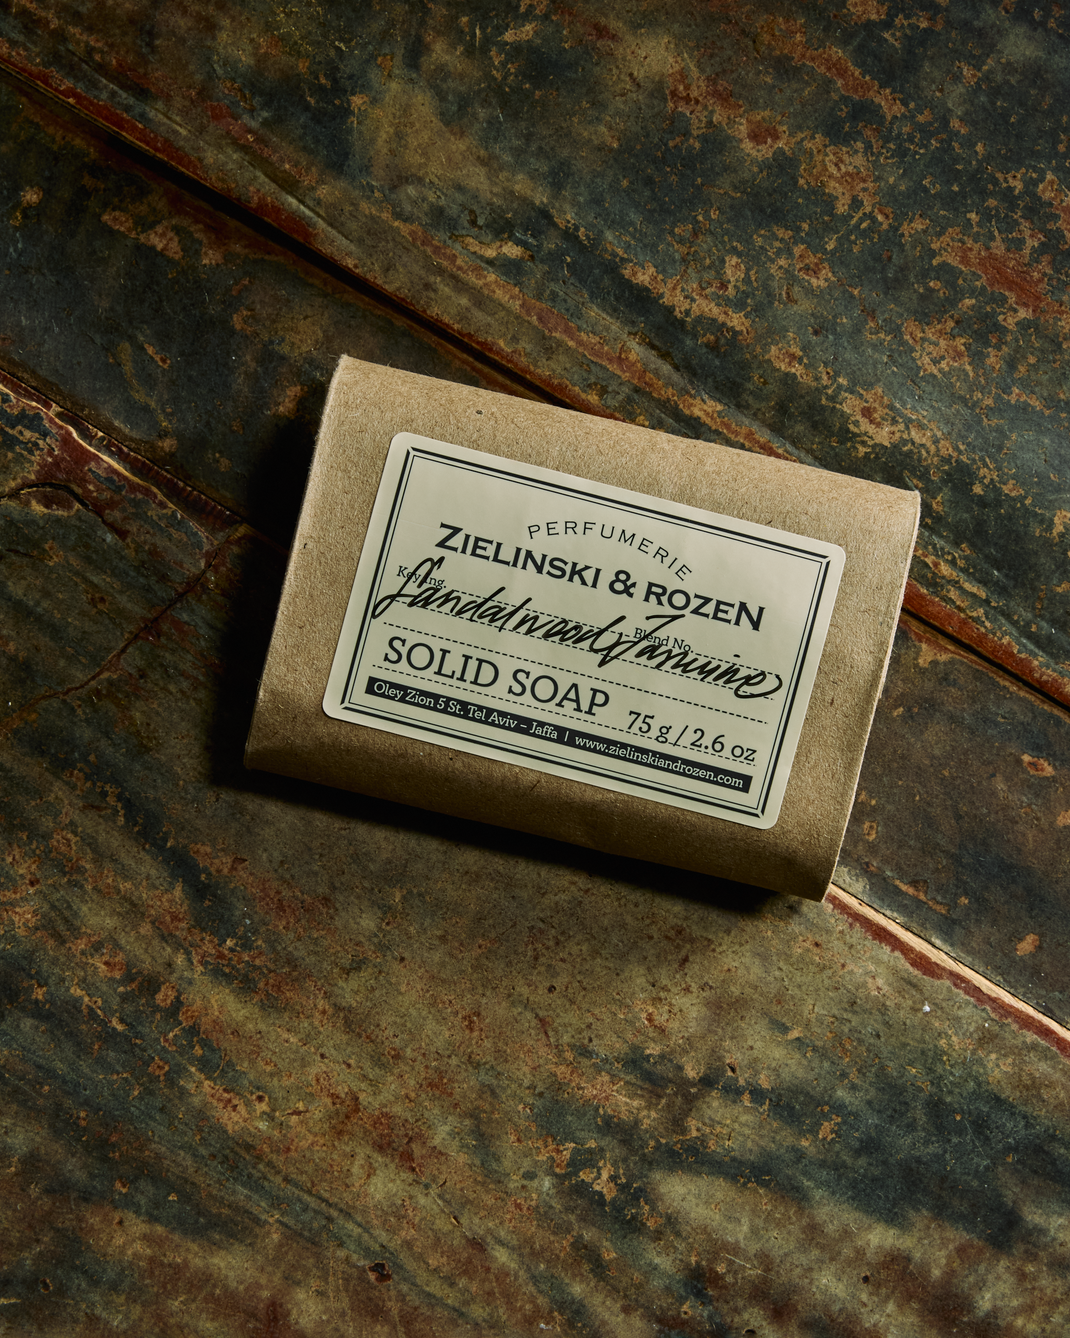 PERFUMERIE
ZIELINSKI & ROZEN
Key Ing.
Blend No.
Sandalwood, Jasmine
SOLID SOAP 75 g / 2.6 oz
Oley Zion 5 St. Tel Aviv – Jaffa | www.zielinskiandrozen.com